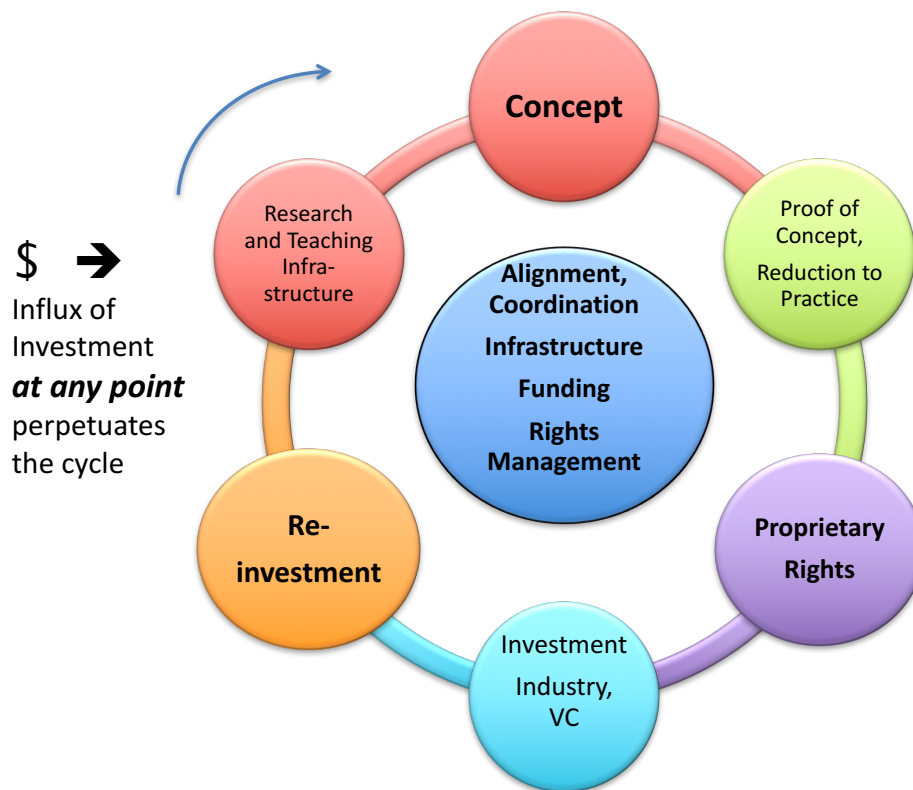 Concept
Research
and Teaching
Infra-
structure
Proof of
Concept,
Reduction to
Practice
$ ➔
Influx of
Investment
at any point
perpetuates
the cycle
Alignment,
Coordination
Infrastructure
Funding
Rights
Management
Re-
investment
Proprietary
Rights
Investment
Industry,
VC